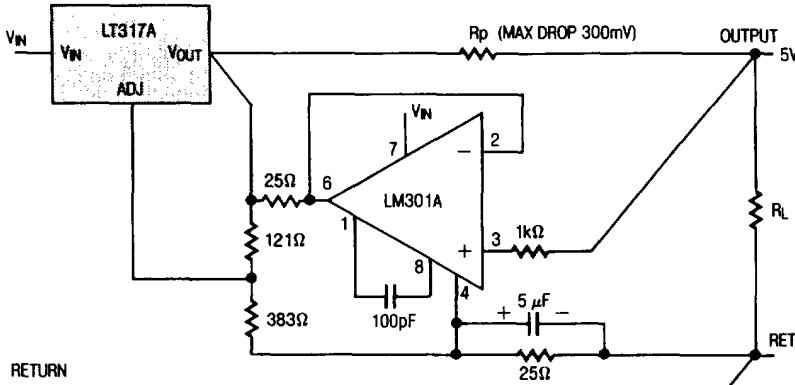 LT317A
VIN
VIN
VOUT
ADJ
Rp (MAX DROP 300mV)
OUTPUT
5V
VIN
7
2
−
25Ω
6
LM301A
RL
121Ω
1
8
+
3
1kΩ
4
100pF
+ 5 μF −
383Ω
25Ω
RET
RETURN